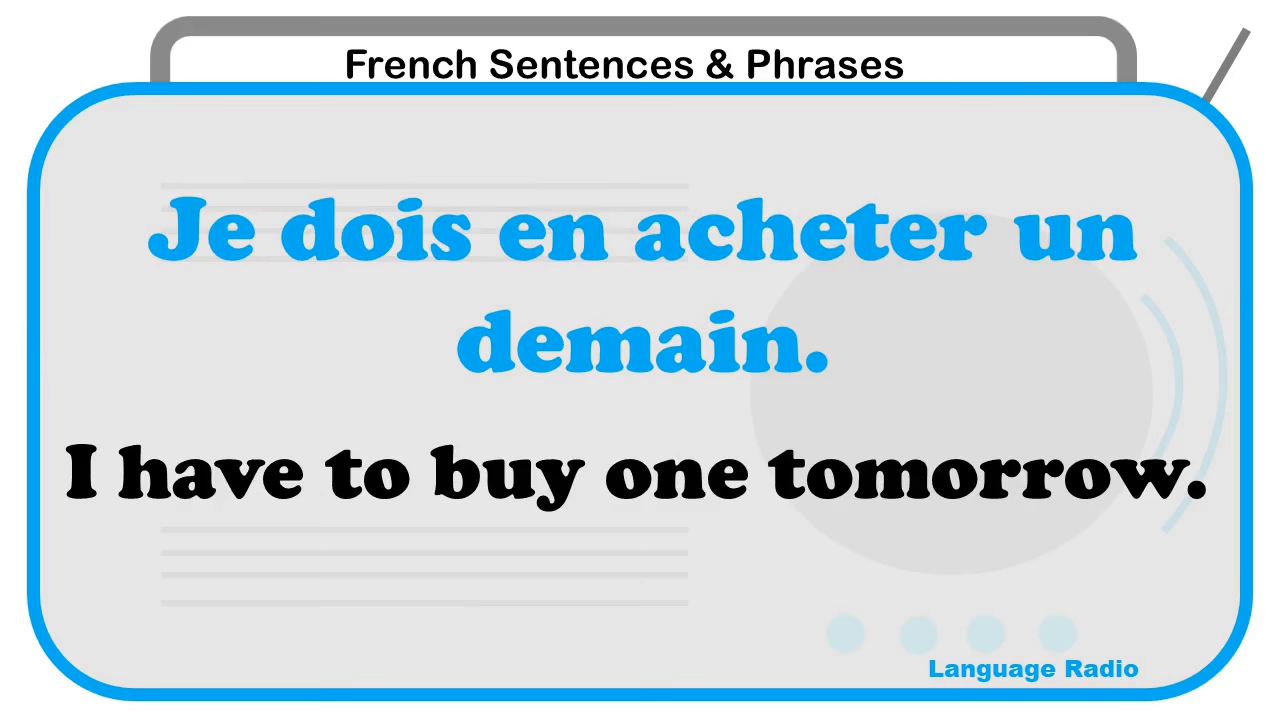 French Sentences & Phrases
Je dois en acheter un
demain.
I have to buy one tomorrow.
Language Radio